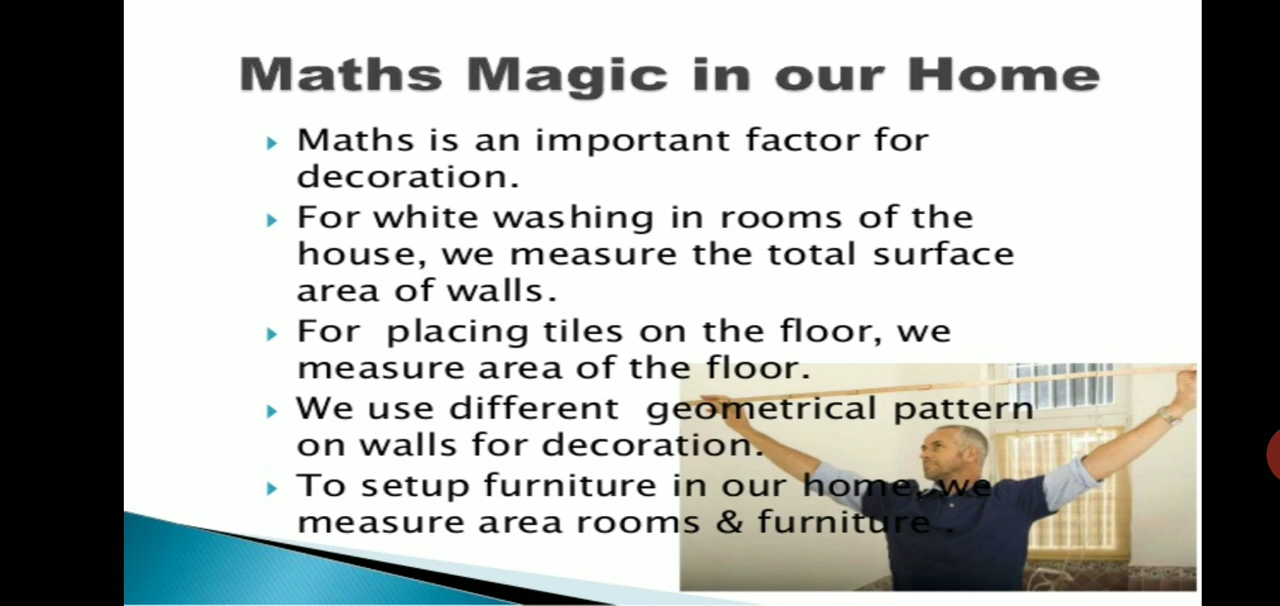 Maths Magic in our Home
Maths is an important factor for
decoration.
For white washing in rooms of the
house, we measure the total surface
area of walls.
For placing tiles on the floor, we
measure area of the floor.
We use different geometrical pattern
on walls for decoration.
To setup furniture in our home, we
measure area rooms & furniture .